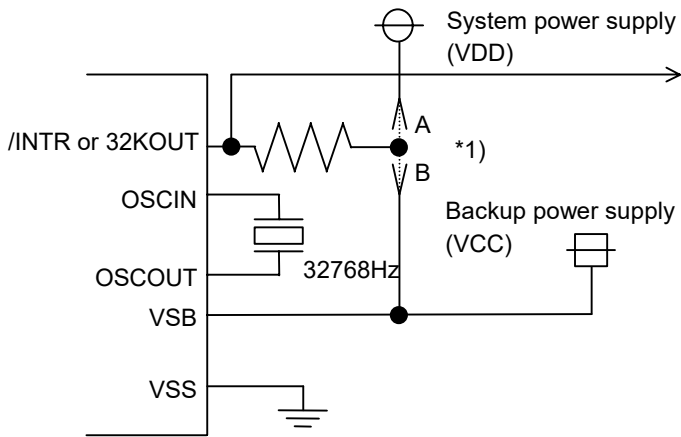 System power supply
(VDD)
A
/INTR or 32KOUT
*1)
B
OSCIN
Backup power supply
(VCC)
OSCOUT
32768Hz
VSB
VSS